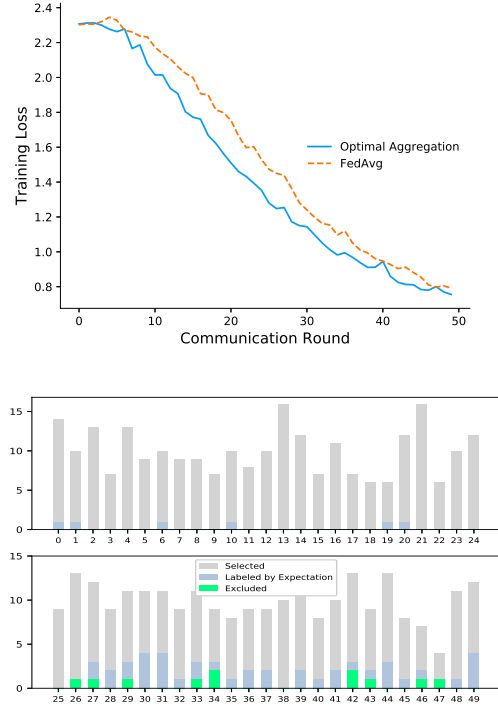 2.4
2.2
2.0
1.8
1.6
1.4
1.2
1.0
0.8
Training Loss
Optimal Aggregation
FedAvg
0 10 20 30 40 50
Communication Round
15
10
5
0
0 1 2 3 4 5 6 7 8 9 10 11 12 13 14 15 16 17 18 19 20 21 22 23 24
15
10
5
0
Selected
Labeled by Expectation
Excluded
25 26 27 28 29 30 31 32 33 34 35 36 37 38 39 40 41 42 43 44 45 46 47 48 49